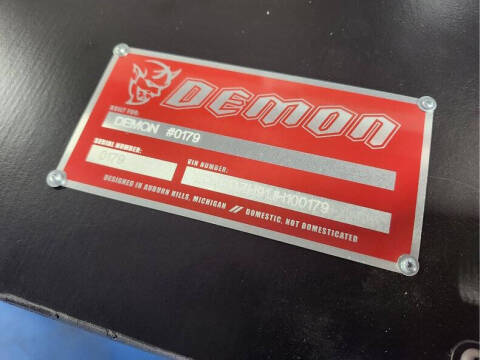 DEMON
BUILT FOR:
DEMON #0179
SERIAL NUMBER:
0179
VIN NUMBER:
DESIGNED IN AUBURN HILLS, MICHIGAN // DOMESTIC. NOT DOMESTICATED